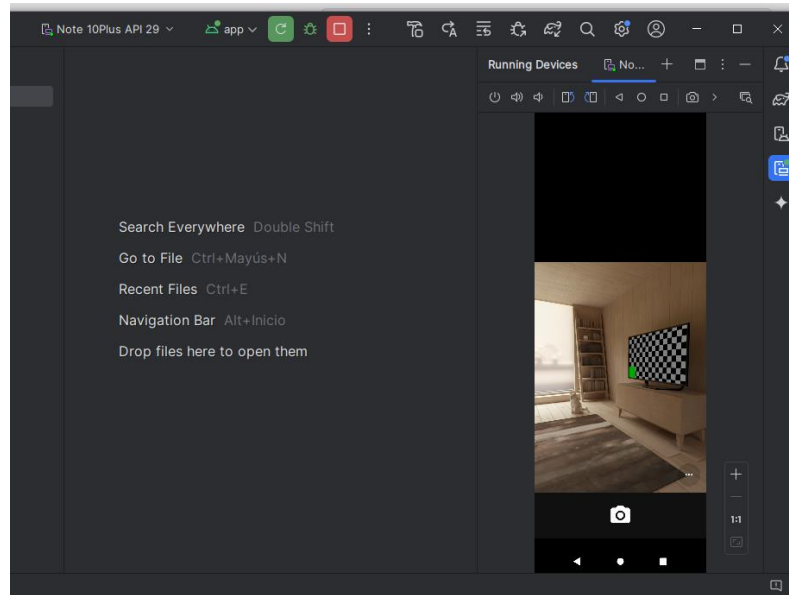 Note 10Plus API 29 app
Running Devices No...
Search Everywhere Double Shift
Go to File Ctrl+Mayús+N
Recent Files Ctrl+E
Navigation Bar Alt+Inicio
Drop files here to open them
1:1